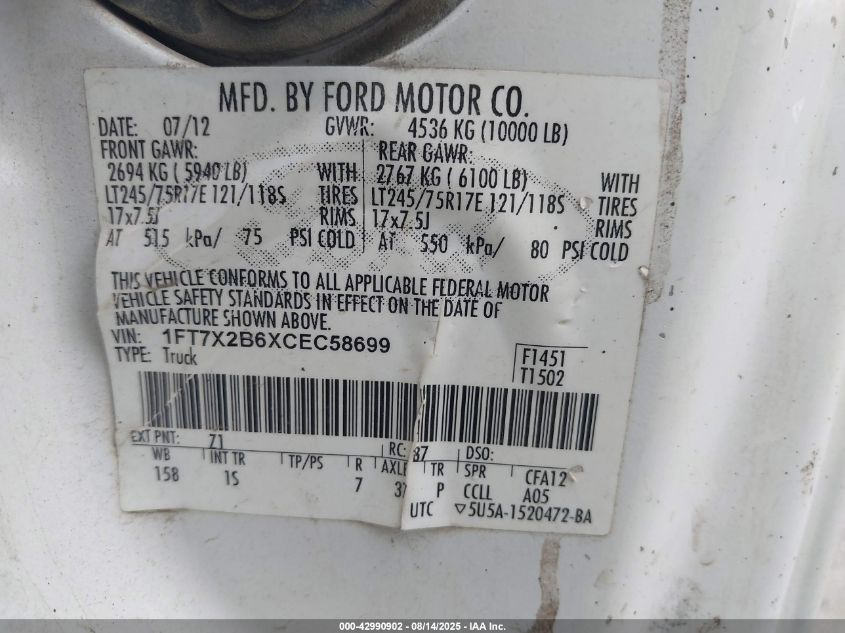 MFD. BY FORD MOTOR CO.
DATE: 07/12 GVWR: 4536 KG (10000 LB)
FRONT GAWR: REAR GAWR:
2694 KG ( 5940 LB) WITH 2767 KG ( 6100 LB) WITH
LT245/75R17E 121/118S TIRES LT245/75R17E 121/118S TIRES
17x7.5J RIMS 17x7.5J RIMS
AT 515 kPa/ 75 PSI COLD AT 550 kPa/ 80 PSI COLD
THIS VEHICLE CONFORMS TO ALL APPLICABLE FEDERAL MOTOR
VEHICLE SAFETY STANDARDS IN EFFECT ON THE DATE OF
MANUFACTURE SHOWN ABOVE.
VIN: 1FT7X2B6XCEC58699
TYPE: Truck
F1451
T1502
EXT PNT: Z1 RC: 87 DSO:
WB INT TR TP/PS R AXLE TR SPR CFA12
158 1S 7 37 P CCLL A05
UTC ▽5U5A-1520472-BA
000-42990902 - 08/14/2025 - IAA Inc.